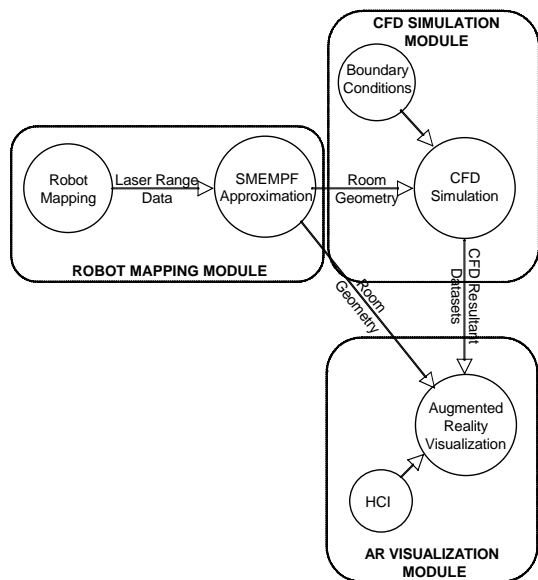 CFD SIMULATION
MODULE
Boundary
Conditions
Robot
Mapping
Laser Range
Data
SMEMPF
Approximation
Room
Geometry
CFD
Simulation
ROBOT MAPPING MODULE
Room
Geometry
CFD Resultant
Datasets
Augmented
Reality
Visualization
HCI
AR VISUALIZATION
MODULE